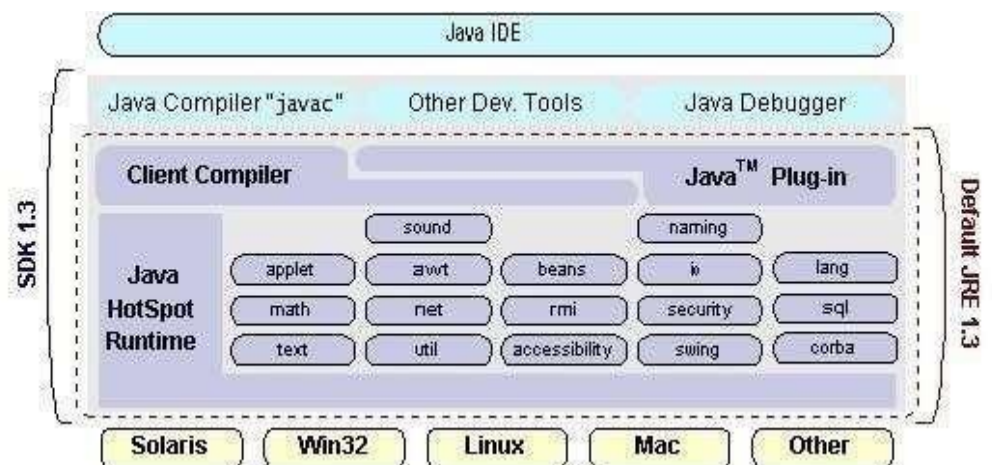 Java IDE
Java Compiler "javac" Other Dev. Tools Java Debugger
Client Compiler Java™ Plug-in
SDK 1.3
Default JRE 1.3
Java
HotSpot
Runtime
sound naming
applet awt beans io lang
math net rmi security sql
text util accessibility swing corba
Solaris Win32 Linux Mac Other